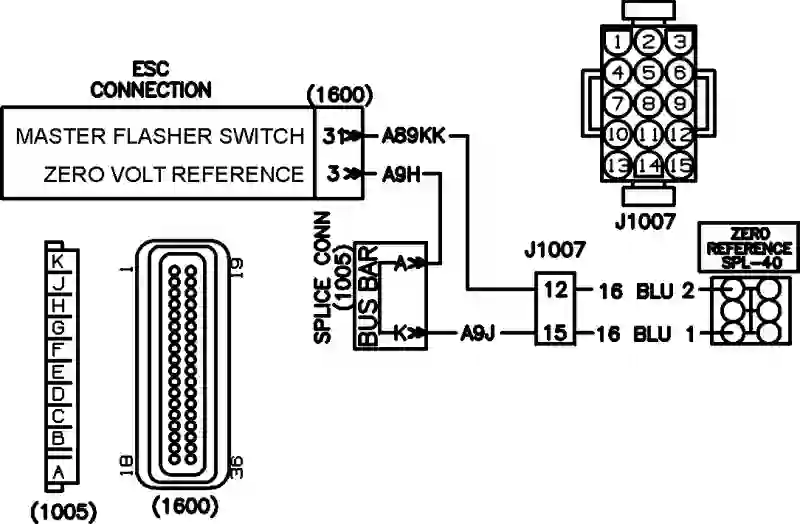 ESC
CONNECTION
(1600)
MASTER FLASHER SWITCH 31 A89KK
ZERO VOLT REFERENCE 3 A9H
SPLICE CONN
(1005)
BUS BAR
A
K
A9J
J1007
12 16 BLU 2
15 16 BLU 1
1 2 3
4 5 6
7 8 9
10 11 12
13 14 15
J1007
ZERO
REFERENCE
SPL-40
K
J
H
G
F
E
D
C
B
A
(1005)
1 19
18 36
(1600)